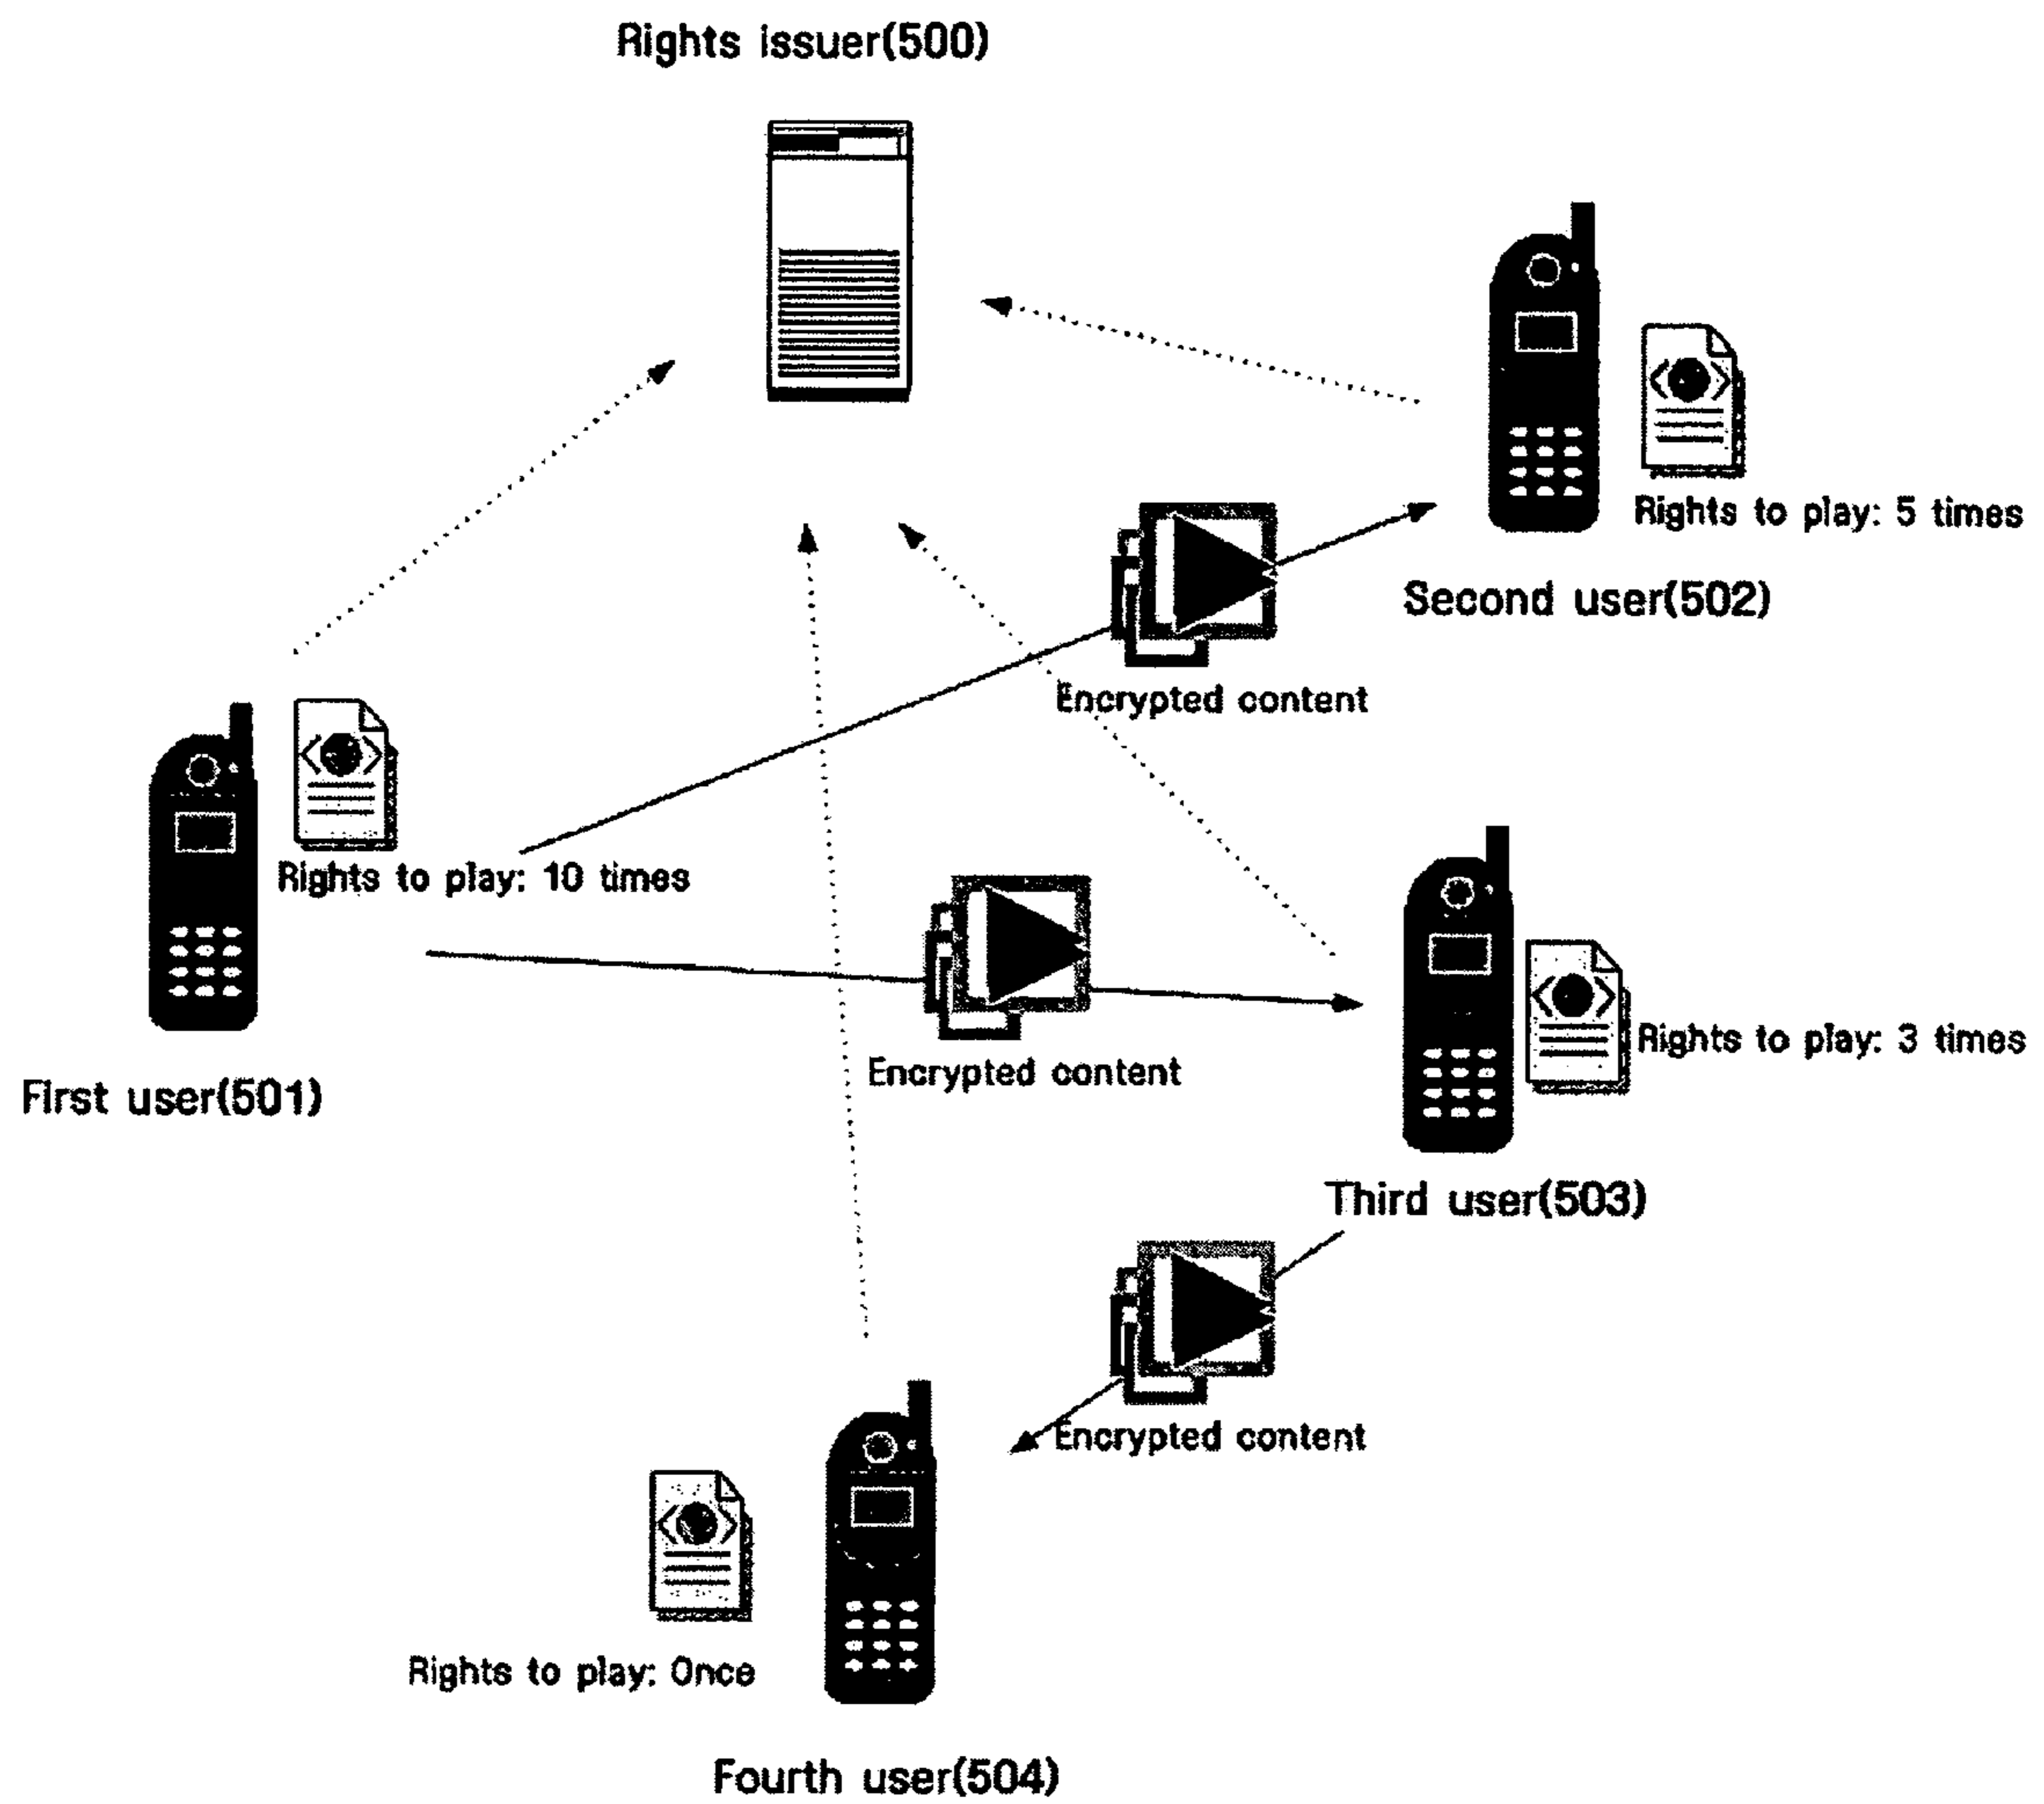 Rights issuer(500)
Rights to play: 5 times
Second user(502)
Encrypted content
Rights to play: 10 times
Encrypted content
Rights to play: 3 times
First user(501)
Third user(503)
Encrypted content
Rights to play: Once
Fourth user(504)